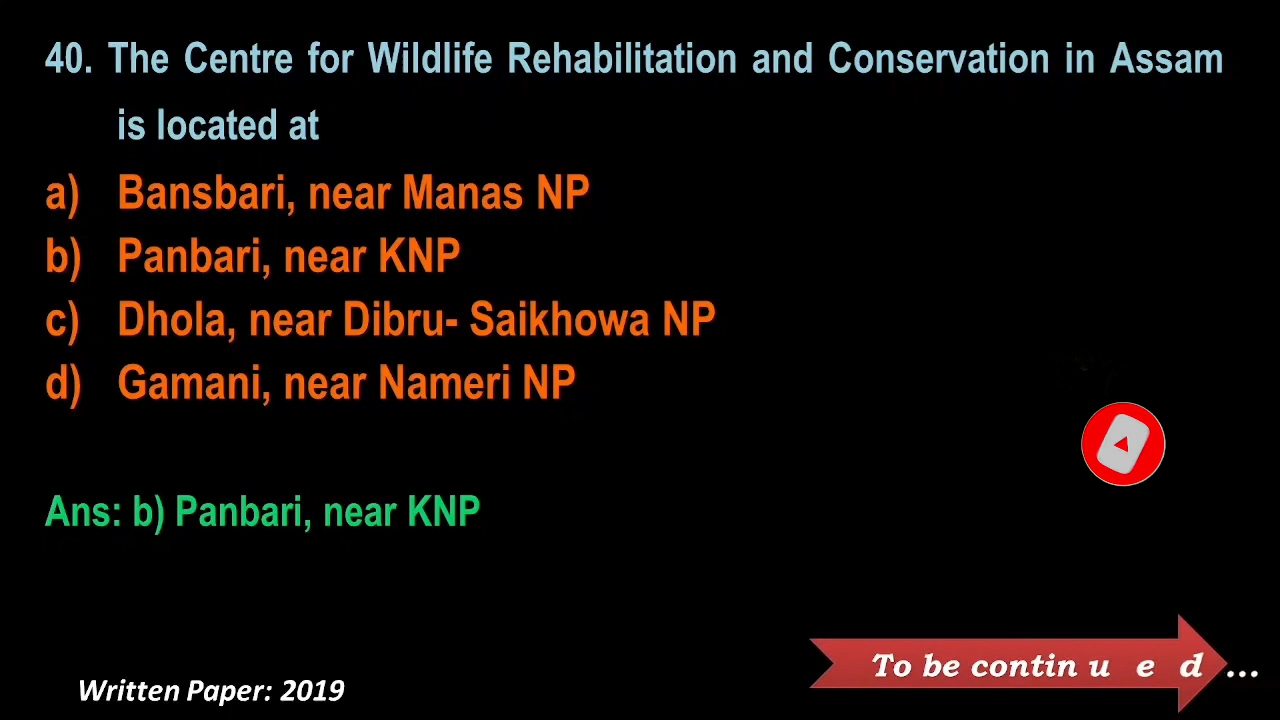 40. The Centre for Wildlife Rehabilitation and Conservation in Assam
is located at
a) Bansbari, near Manas NP
b) Panbari, near KNP
c) Dhola, near Dibru- Saikhowa NP
d) Gamani, near Nameri NP
Ans: b) Panbari, near KNP
To be continu e d ...
Written Paper: 2019